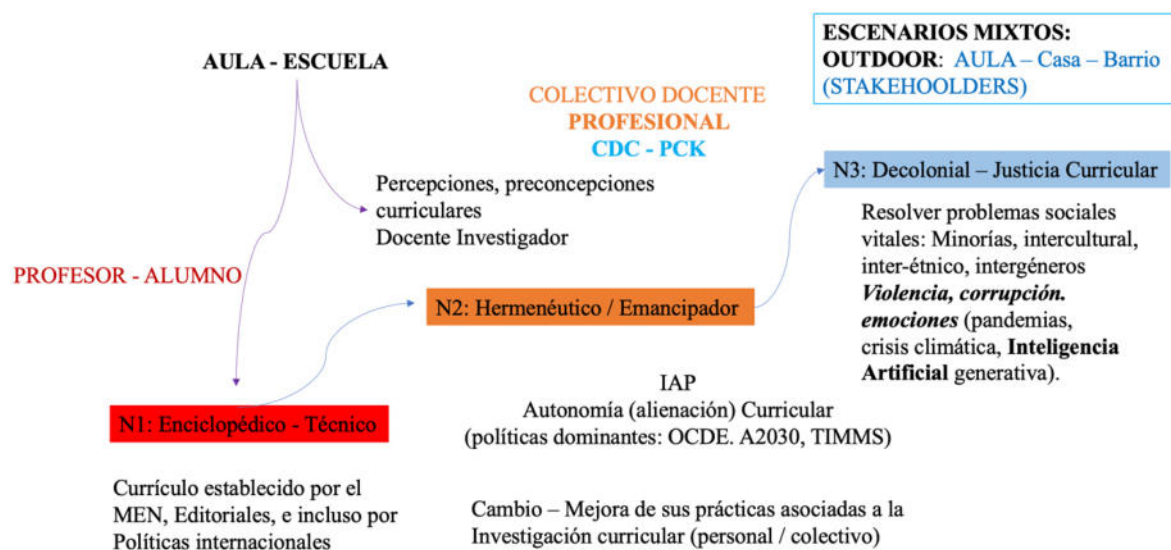 AULA - ESCUELA
ESCENARIOS MIXTOS:
OUTDOOR: AULA – Casa – Barrio
(STAKEHOOLDERS)
COLECTIVO DOCENTE
PROFESIONAL
CDC - PCK
Percepciones, preconcepciones
curriculares
Docente Investigador
PROFESOR - ALUMNO
N3: Decolonial – Justicia Curricular
Resolver problemas sociales
vitales: Minorías, intercultural,
inter-étnico, intergéneros
Violencia, corrupción.
emociones (pandemias,
crisis climática, Inteligencia
Artificial generativa).
N2: Hermenéutico / Emancipador
IAP
Autonomía (alienación) Curricular
(políticas dominantes: OCDE. A2030, TIMMS)
Cambio – Mejora de sus prácticas asociadas a la
Investigación curricular (personal / colectivo)
N1: Enciclopédico - Técnico
Currículo establecido por el
MEN, Editoriales, e incluso por
Políticas internacionales